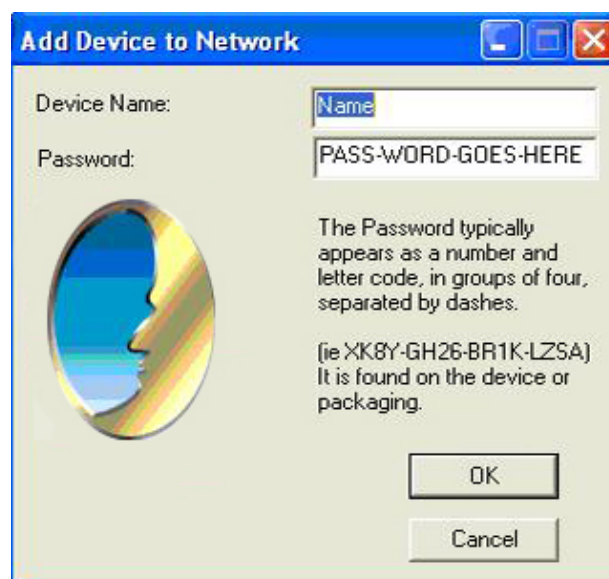 Add Device to Network
Device Name:
Name
Password:
PASS-WORD-GOES-HERE
The Password typically
appears as a number and
letter code, in groups of four,
separated by dashes.
(ie XK8Y-GH26-BR1K-LZSA)
It is found on the device or
packaging.
OK
Cancel